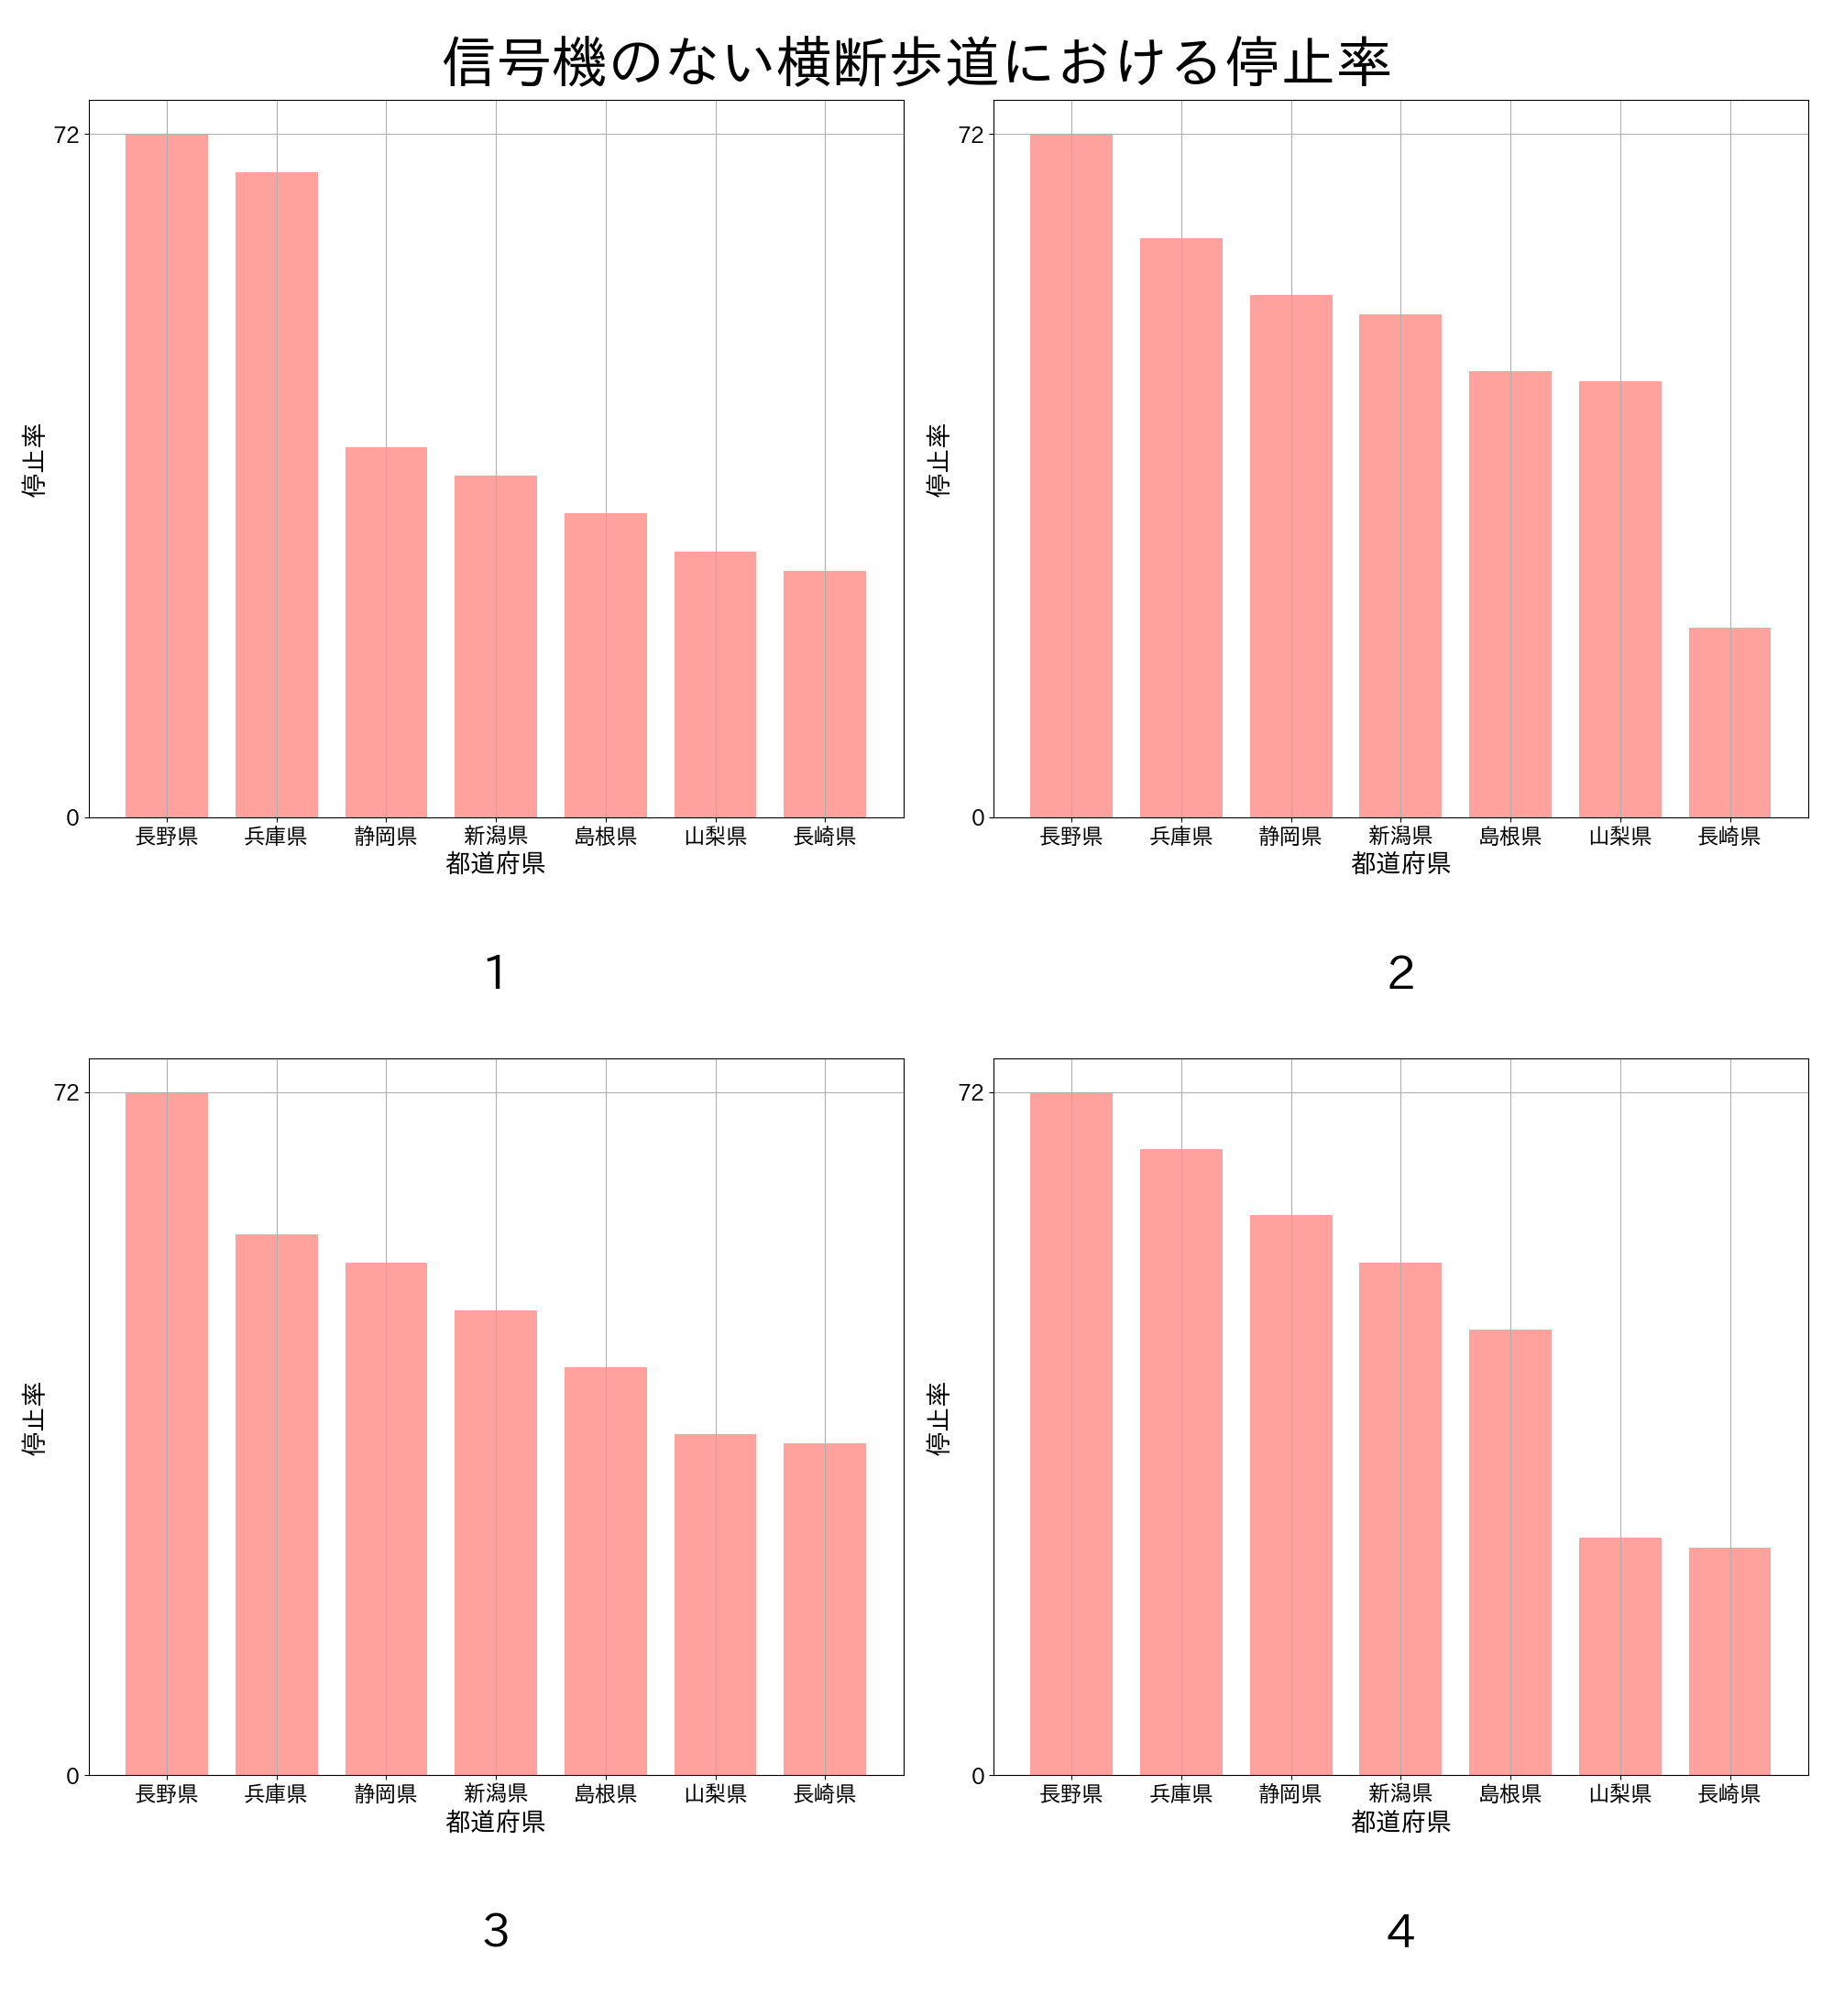 信号機のない横断歩道における停止率
72
0
停止率
長野県 兵庫県 静岡県 新潟県 島根県 山梨県 長崎県
都道府県
1
72
0
停止率
長野県 兵庫県 静岡県 新潟県 島根県 山梨県 長崎県
都道府県
2
72
0
停止率
長野県 兵庫県 静岡県 新潟県 島根県 山梨県 長崎県
都道府県
3
72
0
停止率
長野県 兵庫県 静岡県 新潟県 島根県 山梨県 長崎県
都道府県
4